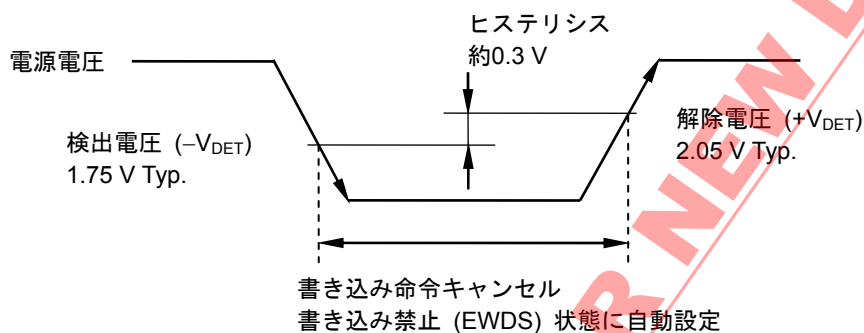 ヒステリシス
約0.3 V
電源電圧
検出電圧 (−VDET)
1.75 V Typ.
解除電圧 (+VDET)
2.05 V Typ.
書き込み命令キャンセル
書き込み禁止 (EWDS) 状態に自動設定
R NEW